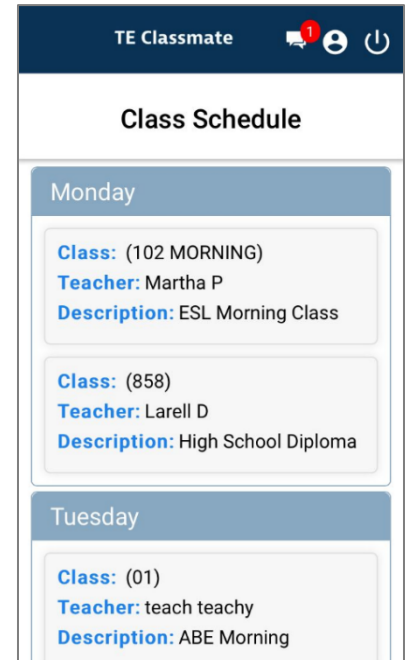 TE Classmate
1
Class Schedule
Monday
Class: (102 MORNING)
Teacher: Martha P
Description: ESL Morning Class
Class: (858)
Teacher: Larell D
Description: High School Diploma
Tuesday
Class: (01)
Teacher: teach teachy
Description: ABE Morning